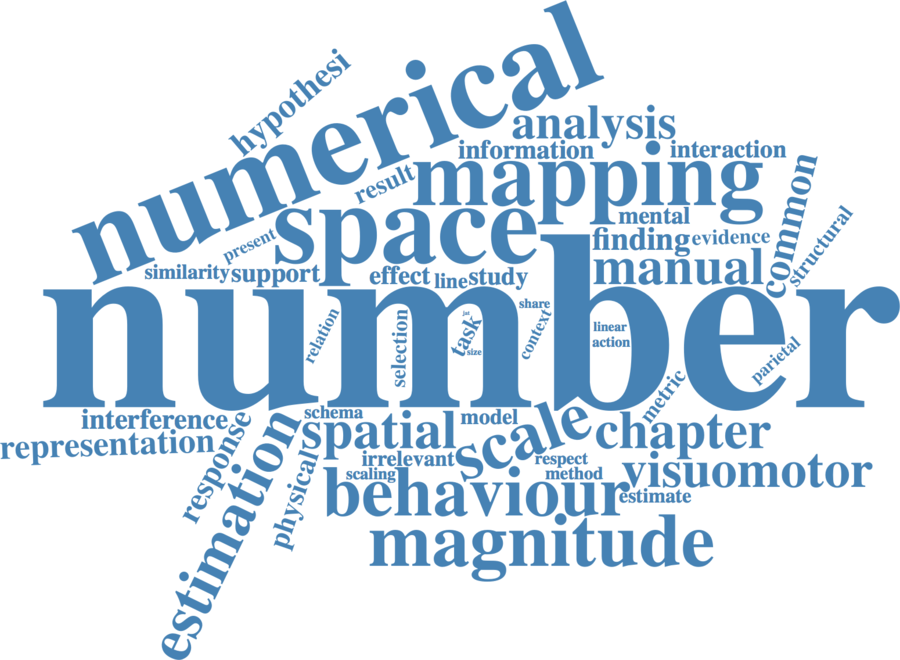 numerical
hypothesi
analysis
information
interaction
result
mapping
common
space
mental
structural
present
finding
evidence
similarity
support
effect
line
study
manual
number
share
relation
selection
task
size
context
linear
action
parietal
metric
interference
schema
model
representation
response
spatial
scale
chapter
estimation
physical
irrelevant
respect
scaling
method
visuomotor
behaviour
estimate
magnitude